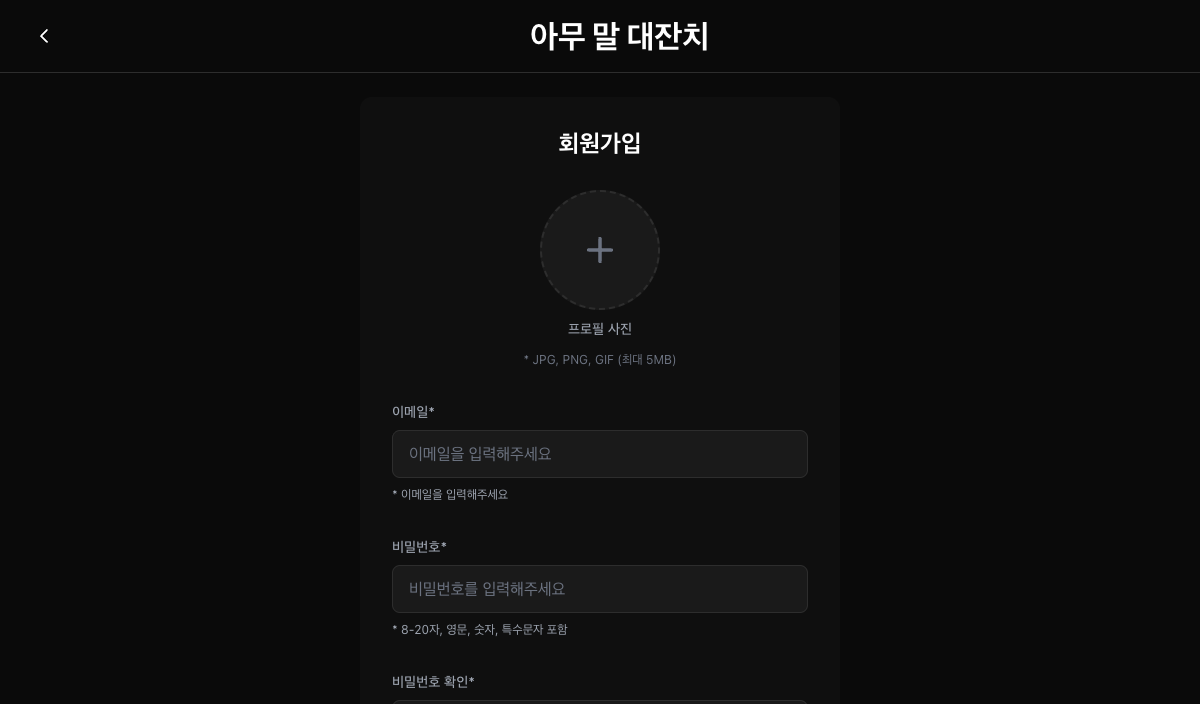 아무 말 대잔치
회원가입
프로필 사진
* JPG, PNG, GIF (최대 5MB)
이메일*
이메일을 입력해주세요
* 이메일을 입력해주세요
비밀번호*
비밀번호를 입력해주세요
* 8-20자, 영문, 숫자, 특수문자 포함
비밀번호 확인*